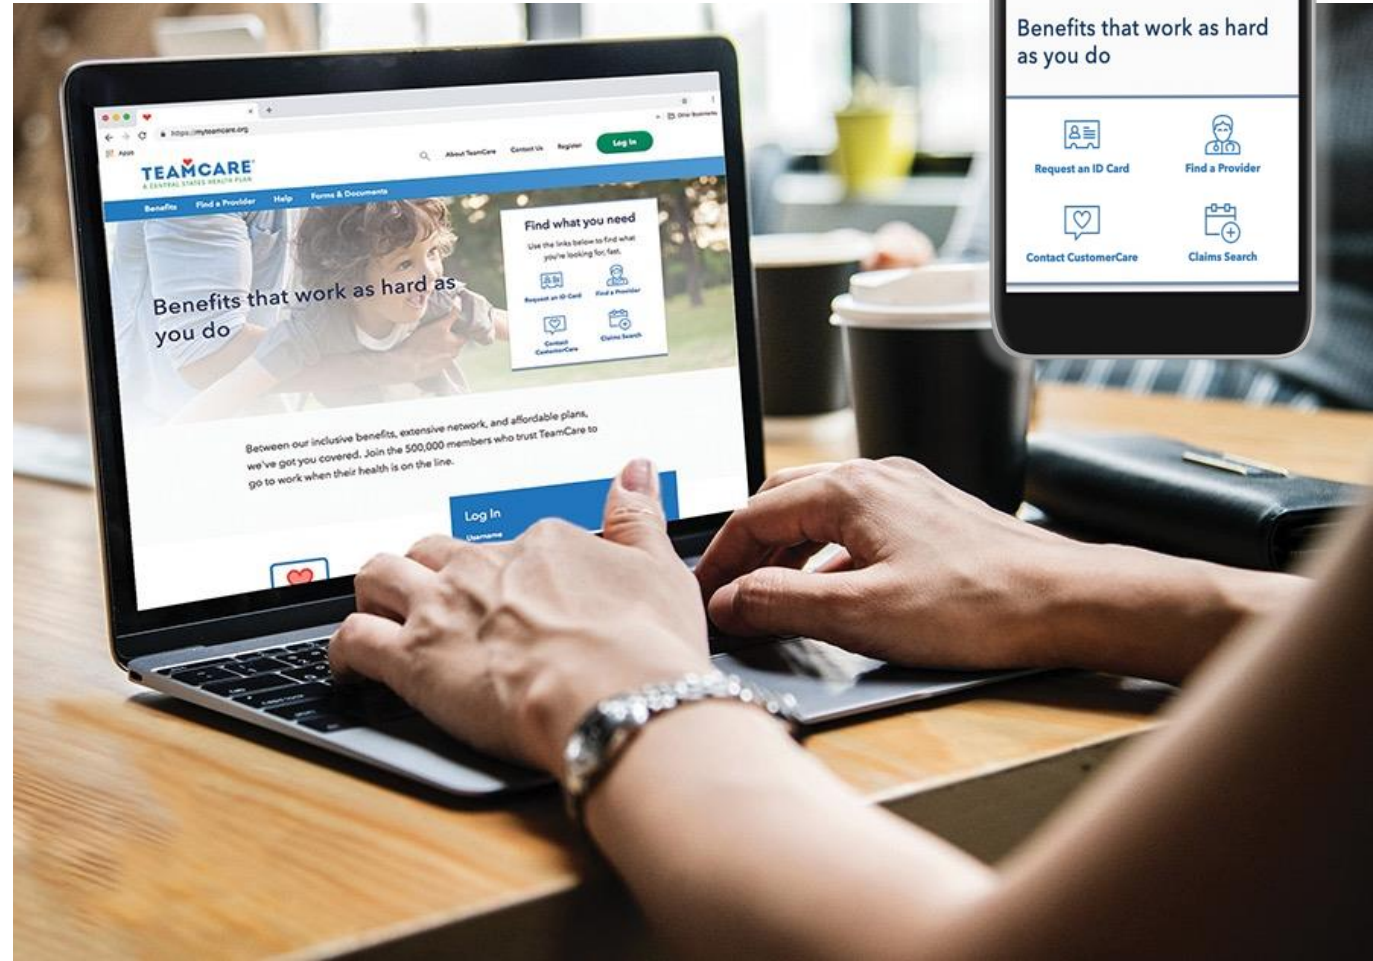 https://myteamcare.org
Other Bookmarks
Apps
TEAMCARE
A CENTRAL STATES HEALTH PLAN
About TeamCare Contact Us Register Log In
Benefits Find a Provider Help Forms & Documents
Benefits that work as hard as
you do
Find what you need
Use the links below to find what
you're looking for, fast.
Request an ID Card Find a Provider
Contact
CustomerCare
Claims Search
Between our inclusive benefits, extensive network, and affordable plans,
we've got you covered. Join the 500,000 members who trust TeamCare to
go to work when their health is on the line.
Log In
Username
Benefits that work as hard
as you do
Request an ID Card Find a Provider
Contact CustomerCare Claims Search